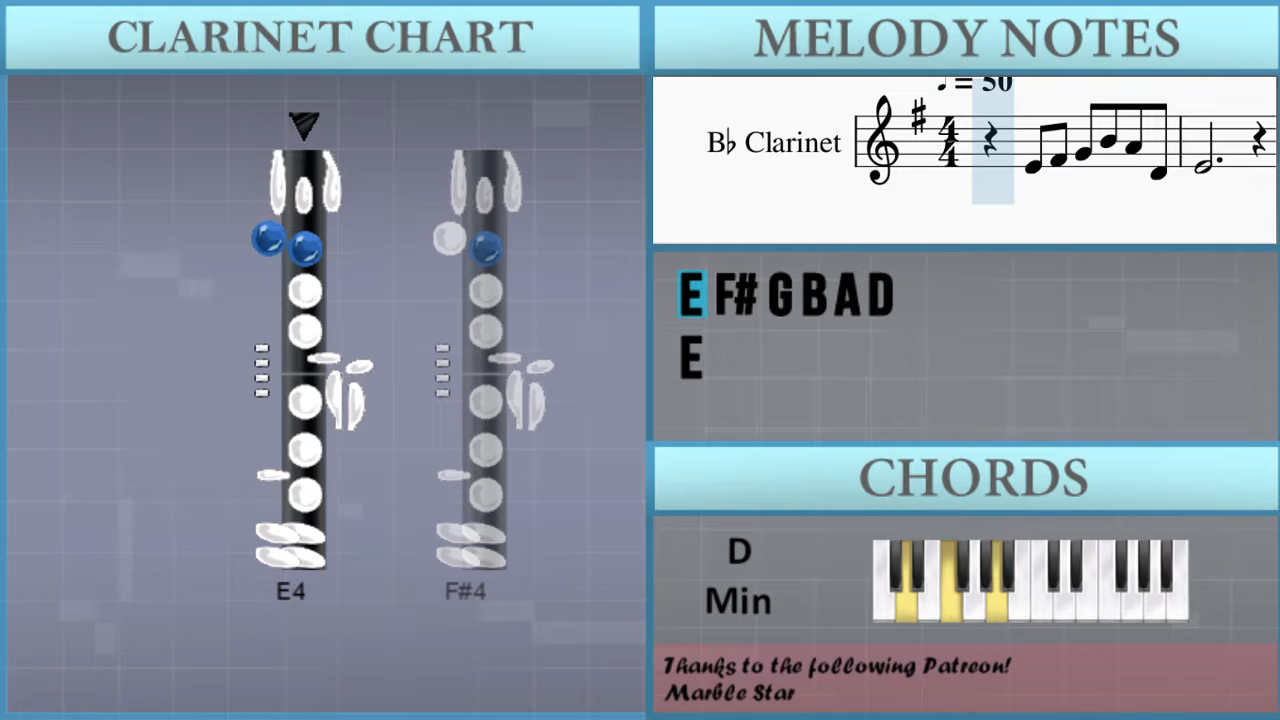 CLARINET CHART
E4
F#4
MELODY NOTES
♩ = 50
B♭ Clarinet
4
4
E F# G B A D
E
CHORDS
D
Min
Thanks to the following Patreon!
Marble Star